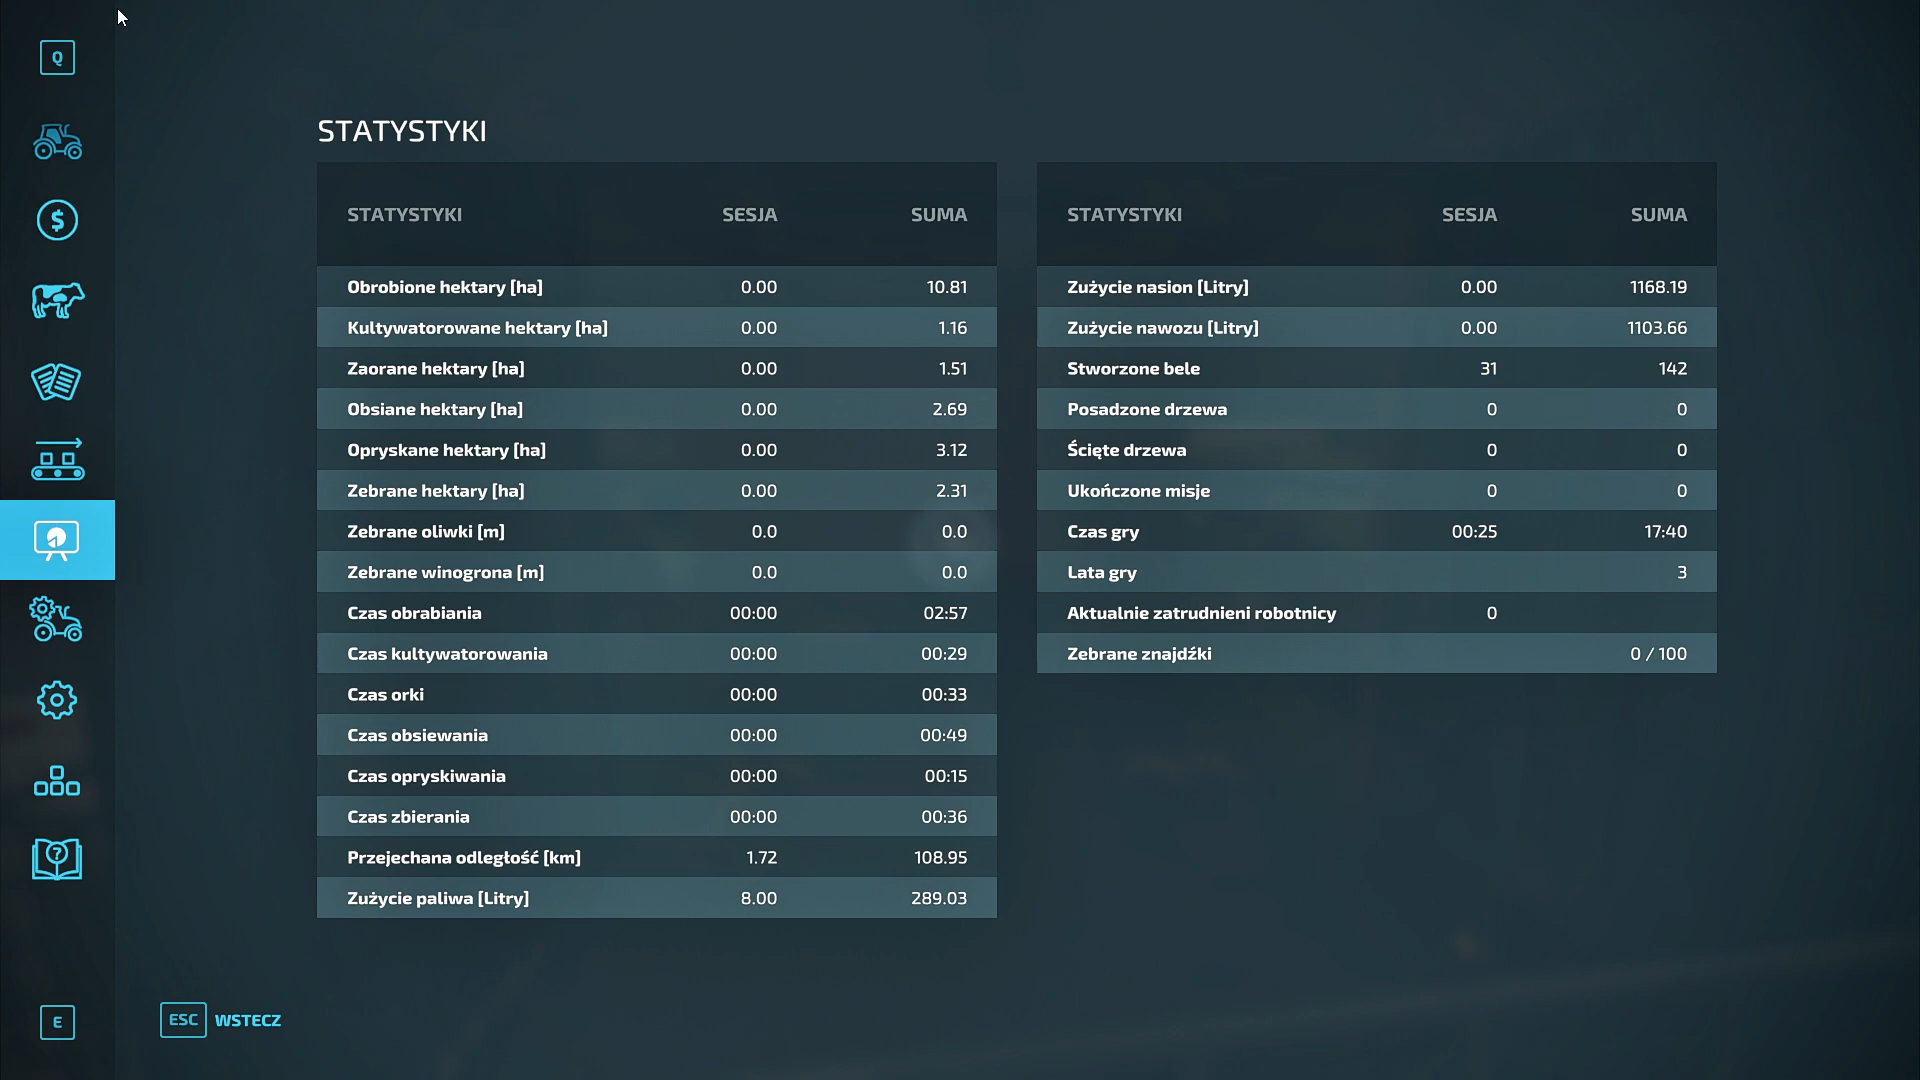 Q
STATYSTYKI
STATYSTYKI SESJA SUMA
Obrobione hektary [ha] 0.00 10.81
Kultywatorowane hektary [ha] 0.00 1.16
Zaorane hektary [ha] 0.00 1.51
Obsiane hektary [ha] 0.00 2.69
Opryskane hektary [ha] 0.00 3.12
Zebrane hektary [ha] 0.00 2.31
Zebrane oliwki [m] 0.0 0.0
Zebrane winogrona [m] 0.0 0.0
Czas obrabiania 00:00 02:57
Czas kultywatorowania 00:00 00:29
Czas orki 00:00 00:33
Czas obsiewania 00:00 00:49
Czas opryskiwania 00:00 00:15
Czas zbierania 00:00 00:36
Przejechana odległość [km] 1.72 108.95
Zużycie paliwa [Litry] 8.00 289.03
STATYSTYKI SESJA SUMA
Zużycie nasion [Litry] 0.00 1168.19
Zużycie nawozu [Litry] 0.00 1103.66
Stworzone bele 31 142
Posadzone drzewa 0 0
Ścięte drzewa 0 0
Ukończone misje 0 0
Czas gry 00:25 17:40
Lata gry 3
Aktualnie zatrudnieni robotnicy 0
Zebrane znajdźki 0 / 100
E
ESC WSTECZ